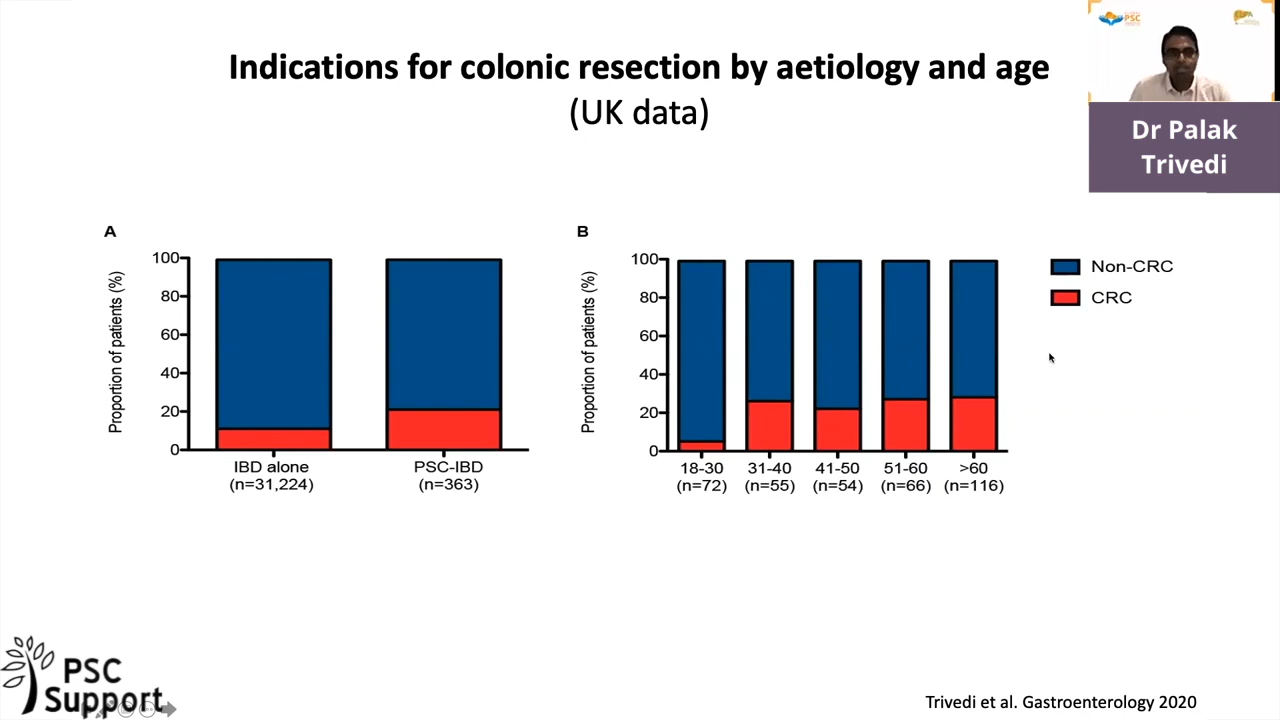 Indications for colonic resection by aetiology and age
(UK data)
PSC
Dr Palak
Trivedi
A
Proportion of patients (%)
100
80
60
40
20
0
IBD alone
(n=31,224)
PSC-IBD
(n=363)
B
Proportion of patients (%)
100
80
60
40
20
0
18-30
(n=72)
31-40
(n=55)
41-50
(n=54)
51-60
(n=66)
>60
(n=116)
Non-CRC
CRC
PSC
Support
Trivedi et al. Gastroenterology 2020